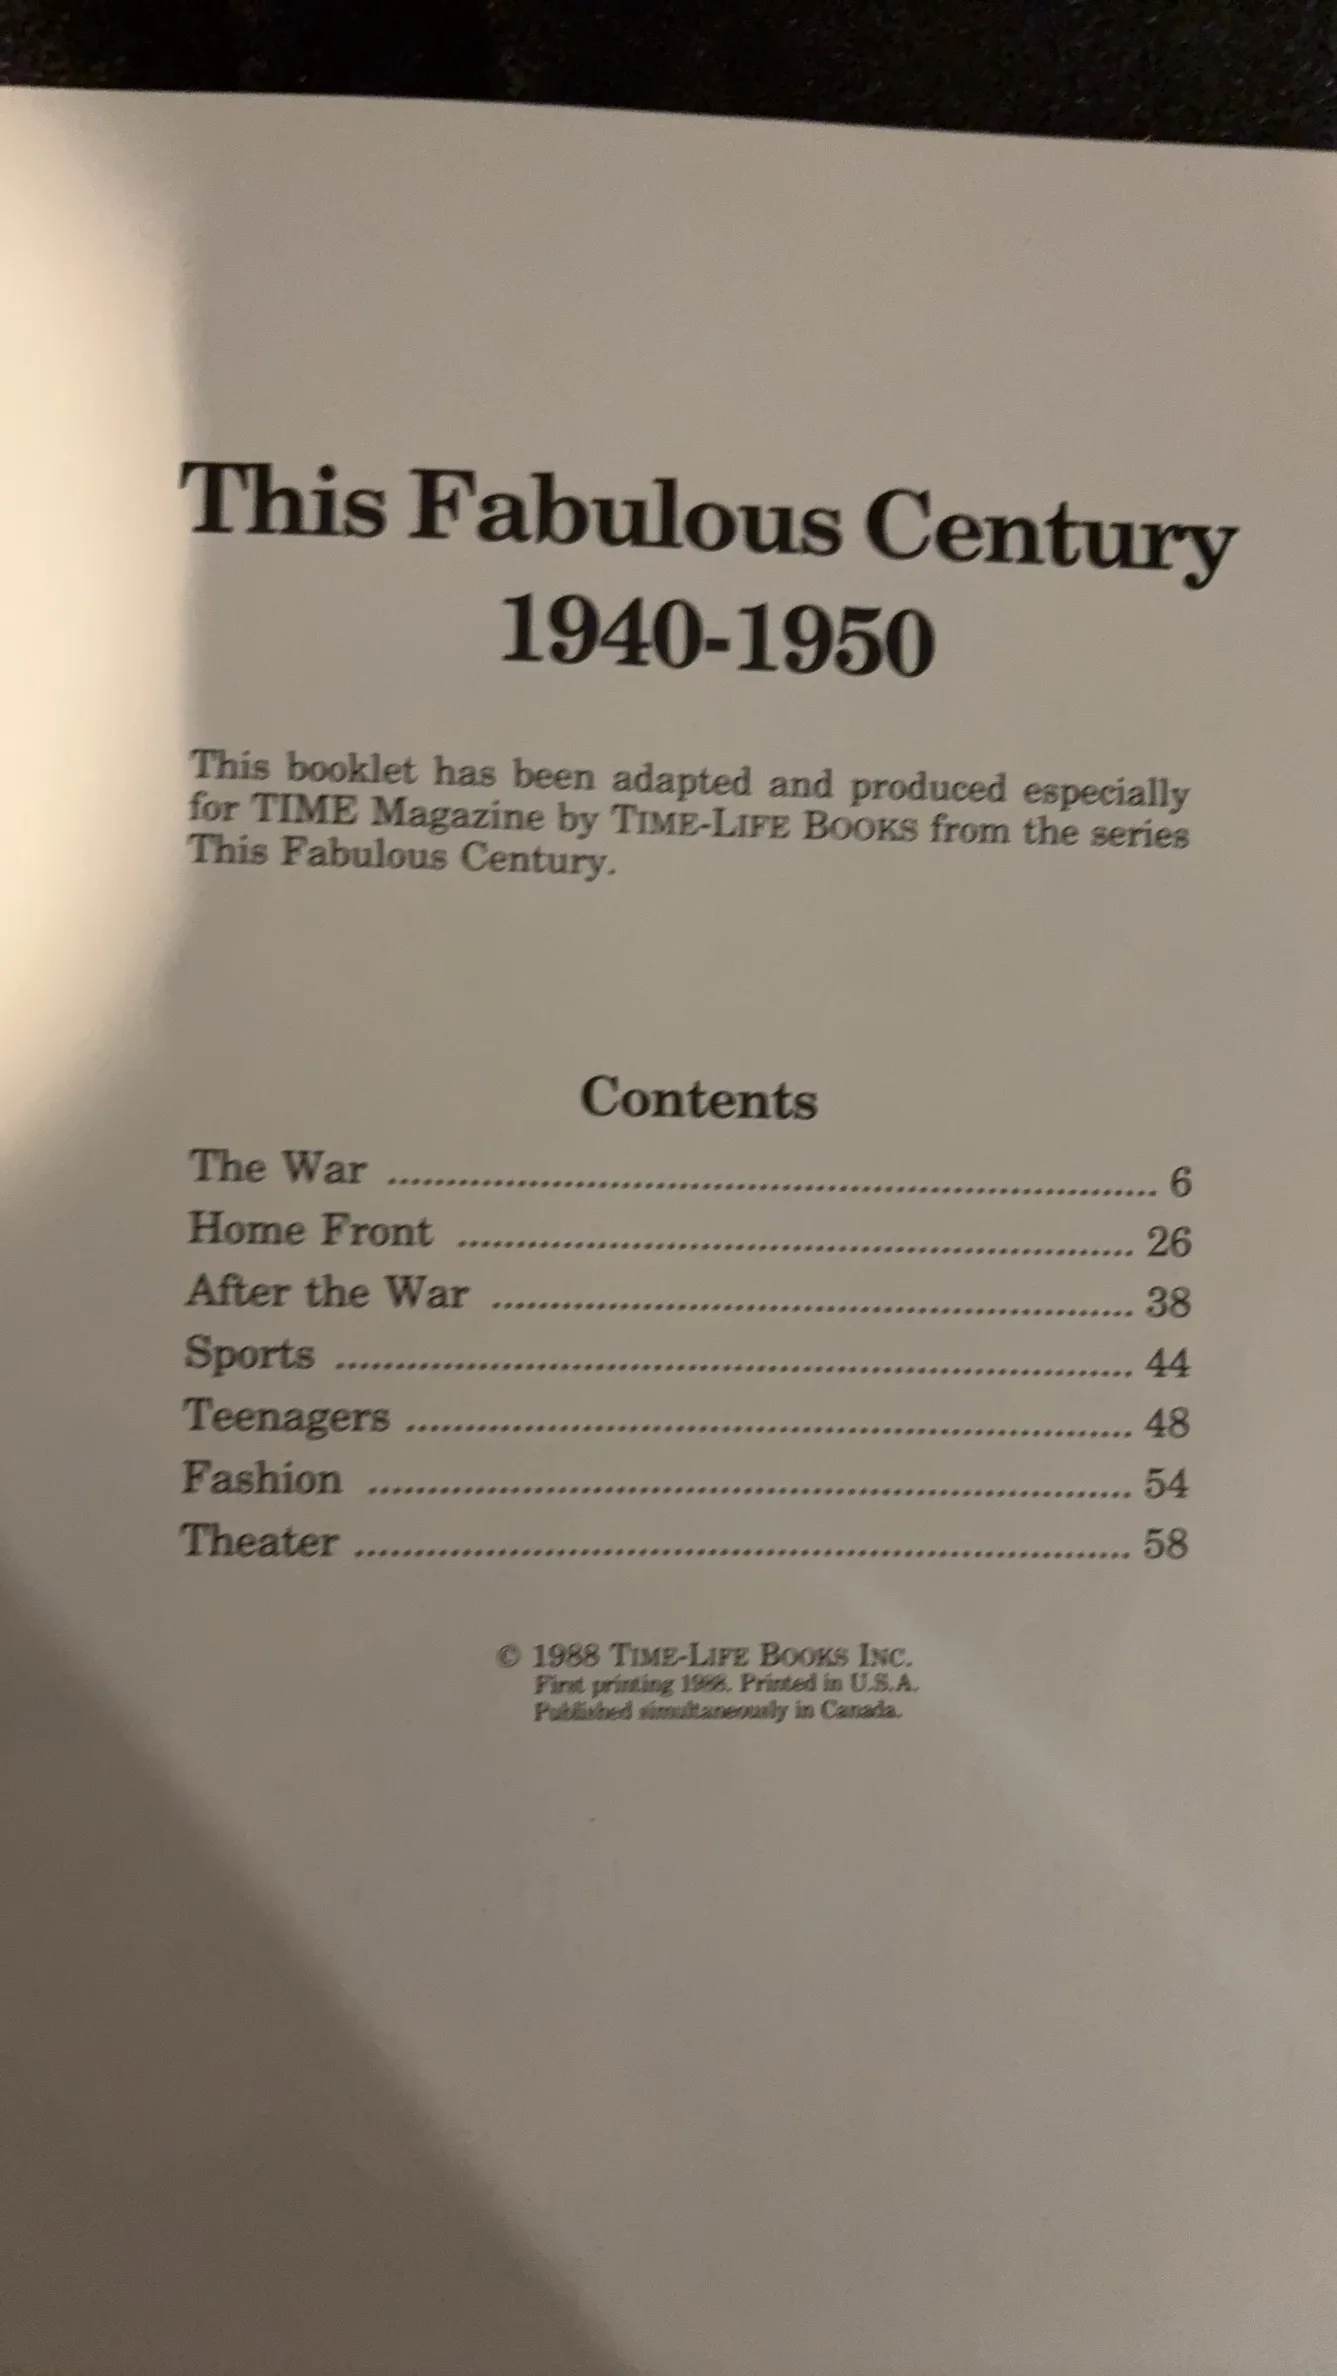 This Fabulous Century
1940-1950
This booklet has been adapted and produced especially
for TIME Magazine by TIME-LIFE BOOKS from the series
This Fabulous Century.
Contents
The War ........................................................................ 6
Home Front ........................................................................ 26
After the War ........................................................................ 38
Sports ........................................................................ 44
Teenagers ........................................................................ 48
Fashion ........................................................................ 54
Theater ........................................................................ 58
© 1988 TIME-LIFE BOOKS INC.
First printing 1988. Printed in U.S.A.
Published simultaneously in Canada.